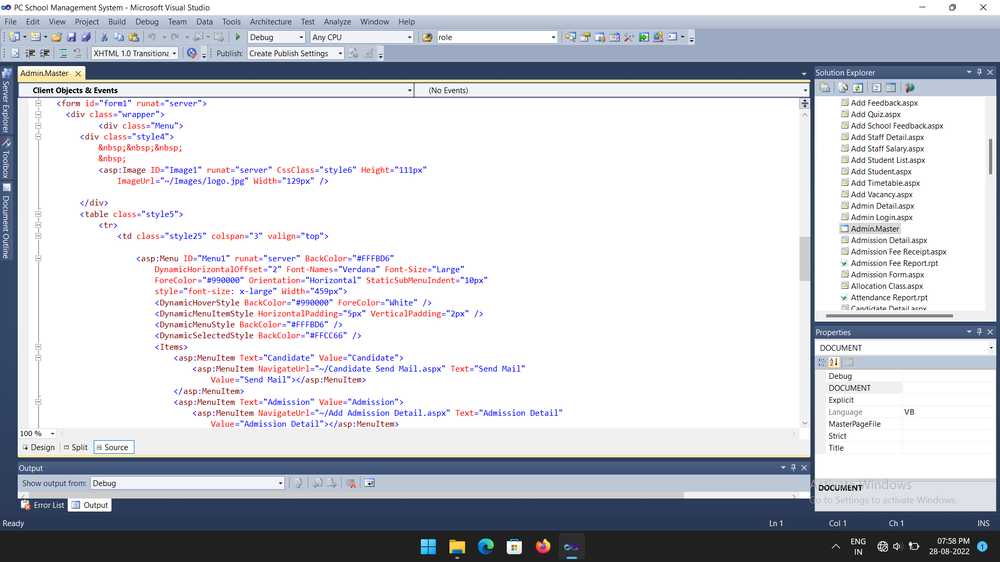 PC School Management System - Microsoft Visual Studio
File Edit View Project Build Debug Team Data Tools Architecture Test Analyze Window Help
Debug Any CPU role
XHTML 1.0 Transitiona Publish: Create Publish Settings
Server Explorer
Toolbox
Document Outline
Admin.Master
Client Objects & Events (No Events)
<form id="form1" runat="server">
<div class="wrapper">
<div class="Menu">
<div class="style4">
&nbsp;&nbsp;&nbsp;
&nbsp;
<asp:Image ID="Image1" runat="server" CssClass="style6" Height="111px"
ImageUrl="~/Images/logo.jpg" Width="129px" />
</div>
<table class="style5">
<tr>
<td class="style25" colspan="3" valign="top">
<asp:Menu ID="Menu1" runat="server" BackColor="#FFFBD6"
DynamicHorizontalOffset="2" Font-Names="Verdana" Font-Size="Large"
ForeColor="#990000" Orientation="Horizontal" StaticSubMenuIndent="10px"
style="font-size: x-large" Width="459px">
<DynamicHoverStyle BackColor="#990000" ForeColor="White" />
<DynamicMenuItemStyle HorizontalPadding="5px" VerticalPadding="2px" />
<DynamicMenuStyle BackColor="#FFFBD6" />
<DynamicSelectedStyle BackColor="#FFCC66" />
<Items>
<asp:MenuItem Text="Candidate" Value="Candidate">
<asp:MenuItem NavigateUrl="~/Candidate Send Mail.aspx" Text="Send Mail"
Value="Send Mail"></asp:MenuItem>
</asp:MenuItem>
<asp:MenuItem Text="Admission" Value="Admission">
<asp:MenuItem NavigateUrl="~/Add Admission Detail.aspx" Text="Admission Detail"
Value="Admission Detail"></asp:MenuItem>
100 %
Design Split Source
Output
Show output from: Debug
Error List Output
Solution Explorer
Add Feedback.aspx
Add Quiz.aspx
Add School Feedback.aspx
Add Staff Detail.aspx
Add Staff Salary.aspx
Add Student List.aspx
Add Student.aspx
Add Timetable.aspx
Add Vacancy.aspx
Admin Detail.aspx
Admin Login.aspx
Admin.Master
Admission Detail.aspx
Admission Fee Receipt.aspx
Admission Fee Report.rpt
Admission Form.aspx
Allocation Class.aspx
Attendance Report.rpt
Candidate Detail.aspx
Properties
DOCUMENT
Debug
DOCUMENT
Explicit
Language VB
MasterPageFile
Strict
Title
DOCUMENT
Activate Windows
Go to Settings to activate Windows.
Ready Ln 1 Col 1 Ch 1 INS
ENG
IN
07:58 PM
28-08-2022
1